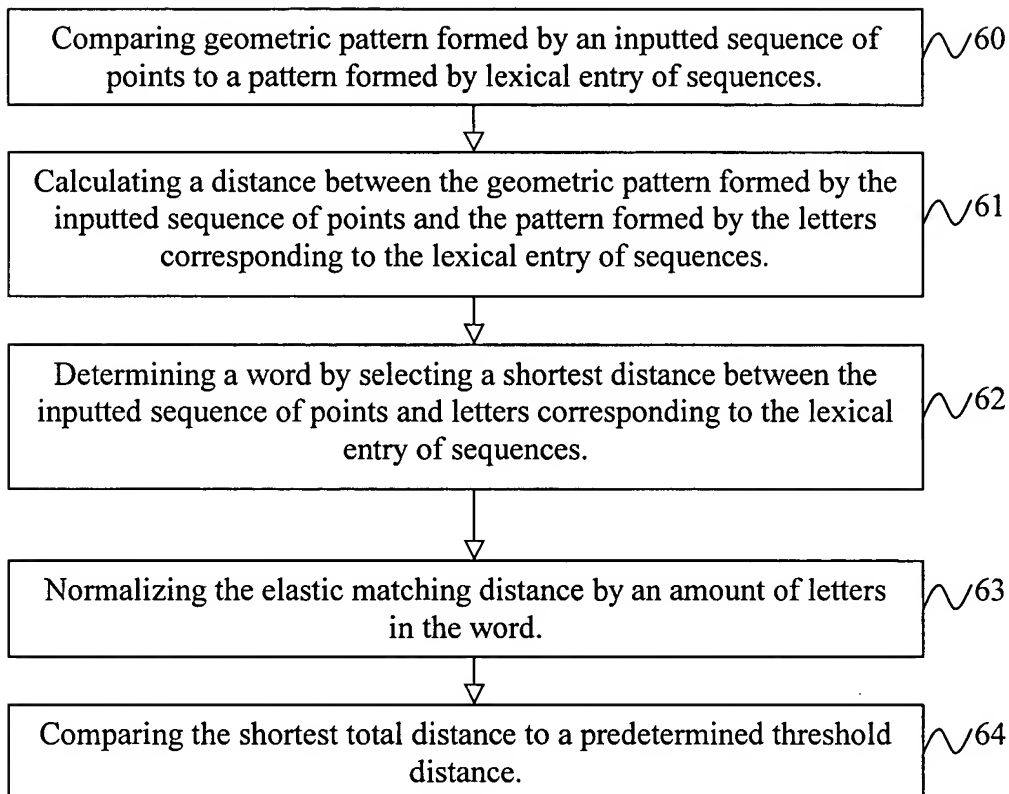 Comparing geometric pattern formed by an inputted sequence of
points to a pattern formed by lexical entry of sequences.
60
Calculating a distance between the geometric pattern formed by the
inputted sequence of points and the pattern formed by the letters
corresponding to the lexical entry of sequences.
61
Determining a word by selecting a shortest distance between the
inputted sequence of points and letters corresponding to the lexical
entry of sequences.
62
Normalizing the elastic matching distance by an amount of letters
in the word.
63
Comparing the shortest total distance to a predetermined threshold
distance.
64